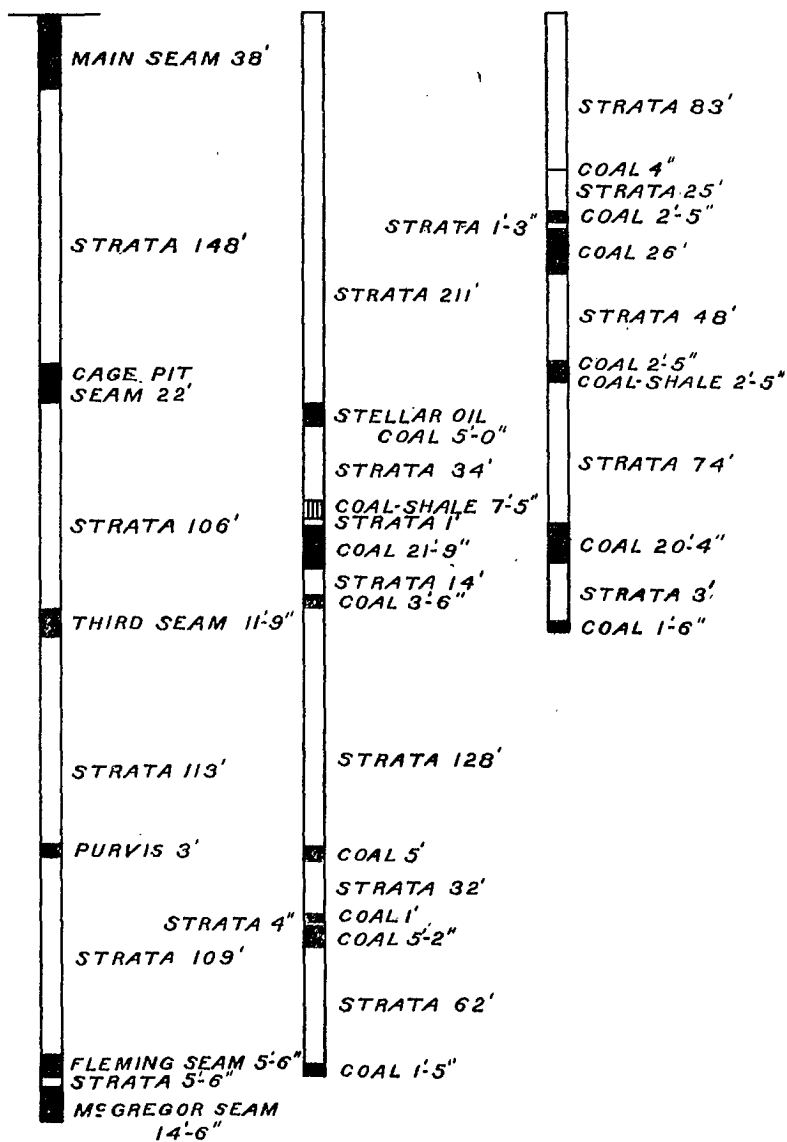 MAIN SEAM 38'
STRATA 148'
CAGE PIT
SEAM 22'
STRATA 106'
THIRD SEAM 11'-9"
STRATA 113'
PURVIS 3'
STRATA 109'
FLEMING SEAM 5'-6"
STRATA 5'-6"
McGREGOR SEAM
14'-6"
STRATA 211'
STELLAR OIL
COAL 5'-0"
STRATA 34'
COAL-SHALE 7'-5"
STRATA 1'
COAL 21'-9"
STRATA 14'
COAL 3'-6"
STRATA 128'
COAL 5'
STRATA 32'
COAL 1'
STRATA 4"
COAL 5'-2"
STRATA 62'
COAL 1'-5"
STRATA 83'
COAL 4"
STRATA 25'
COAL 2'-5"
STRATA 1'-3"
COAL 26'
STRATA 48'
COAL 2'-5"
COAL-SHALE 2'-5"
STRATA 74'
COAL 20'-4"
STRATA 3'
COAL 1'-6"